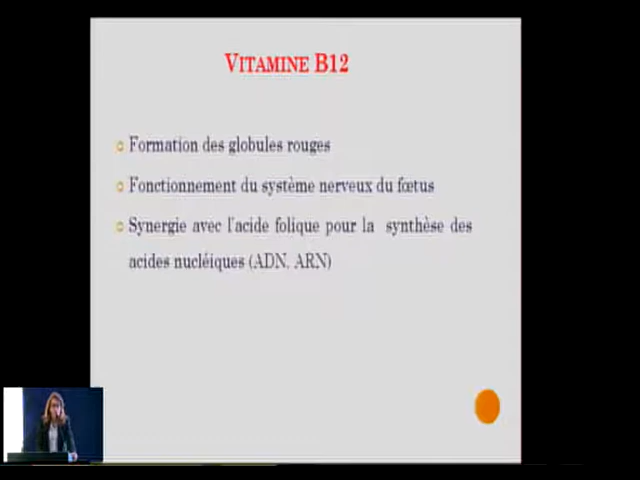 VITAMINE B12
Formation des globules rouges
Fonctionnement du système nerveux du fœtus
Synergie avec l'acide folique pour la synthèse des
acides nucléiques (ADN. ARN)